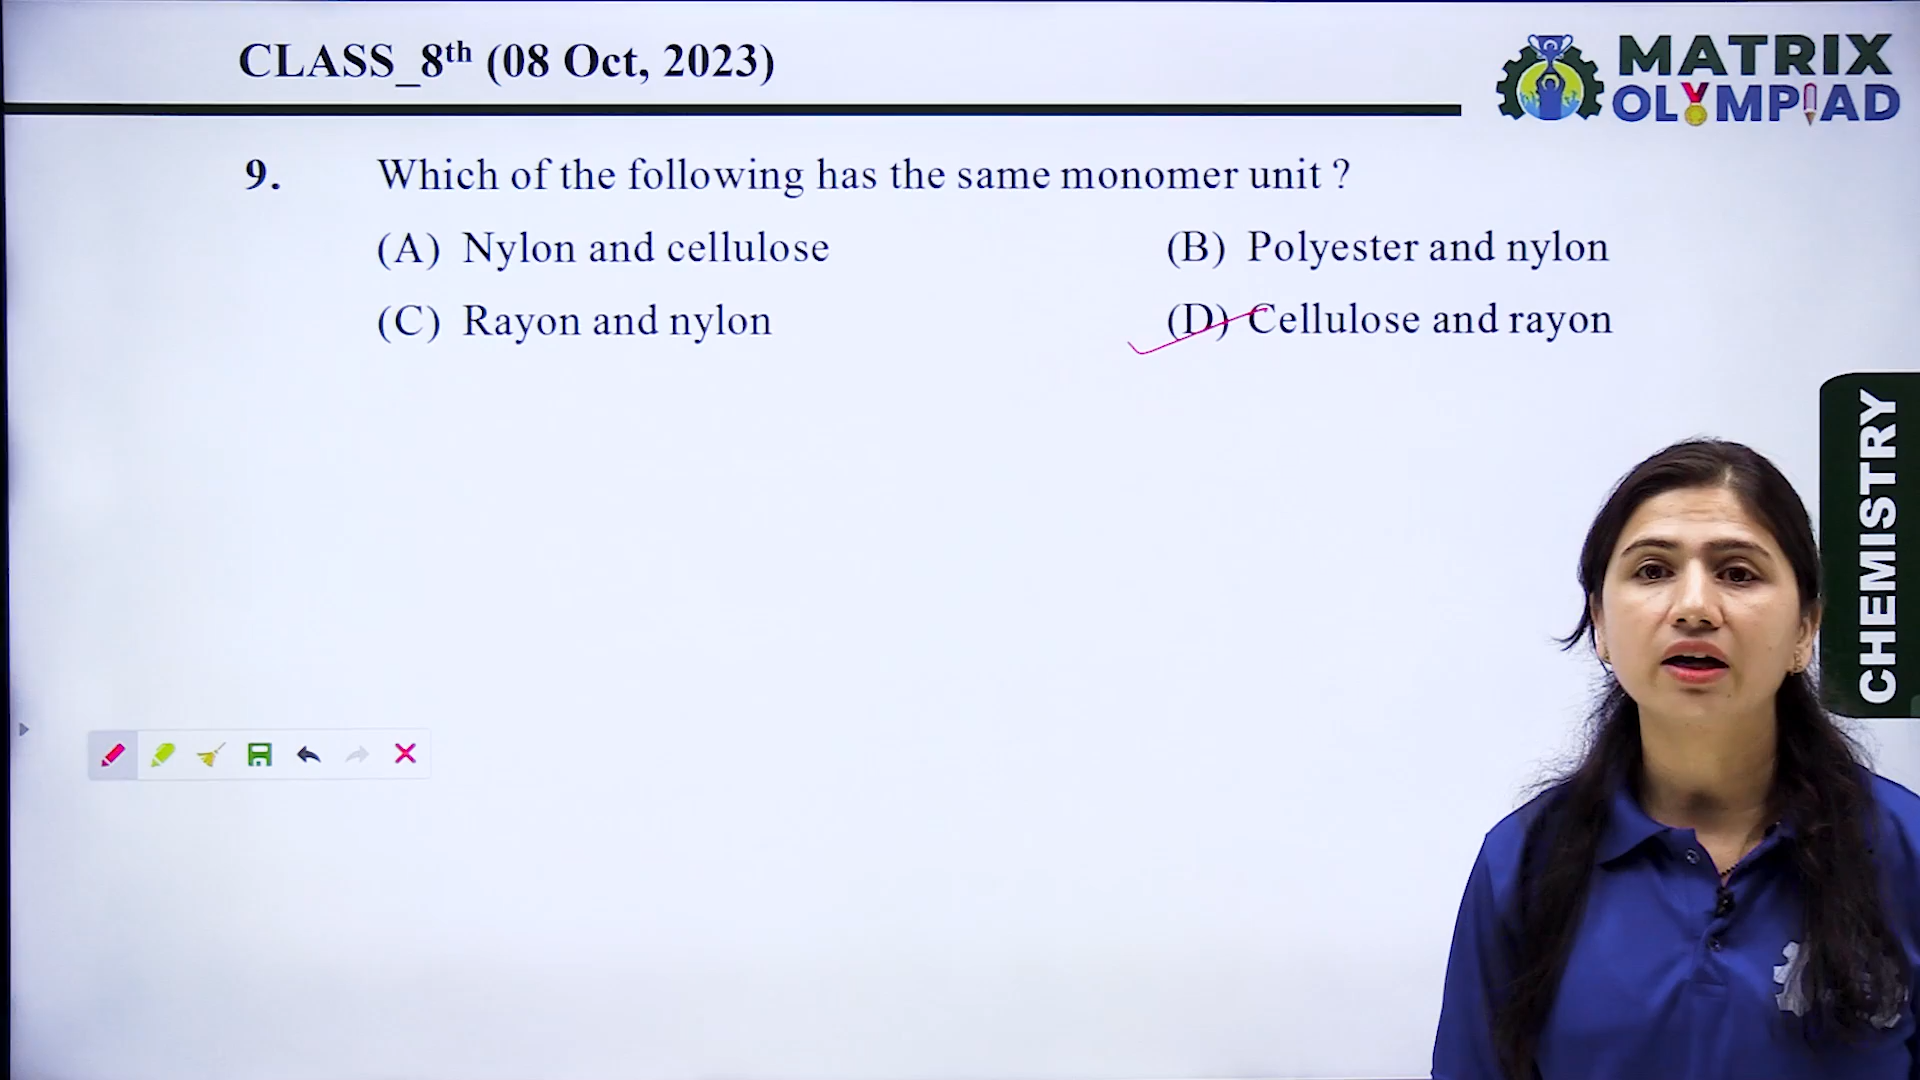 CLASS_8th (08 Oct, 2023)
MATRIX
OLYMPIAD
9. Which of the following has the same monomer unit ?
(A) Nylon and cellulose (B) Polyester and nylon
(C) Rayon and nylon (D) Cellulose and rayon
CHEMISTRY